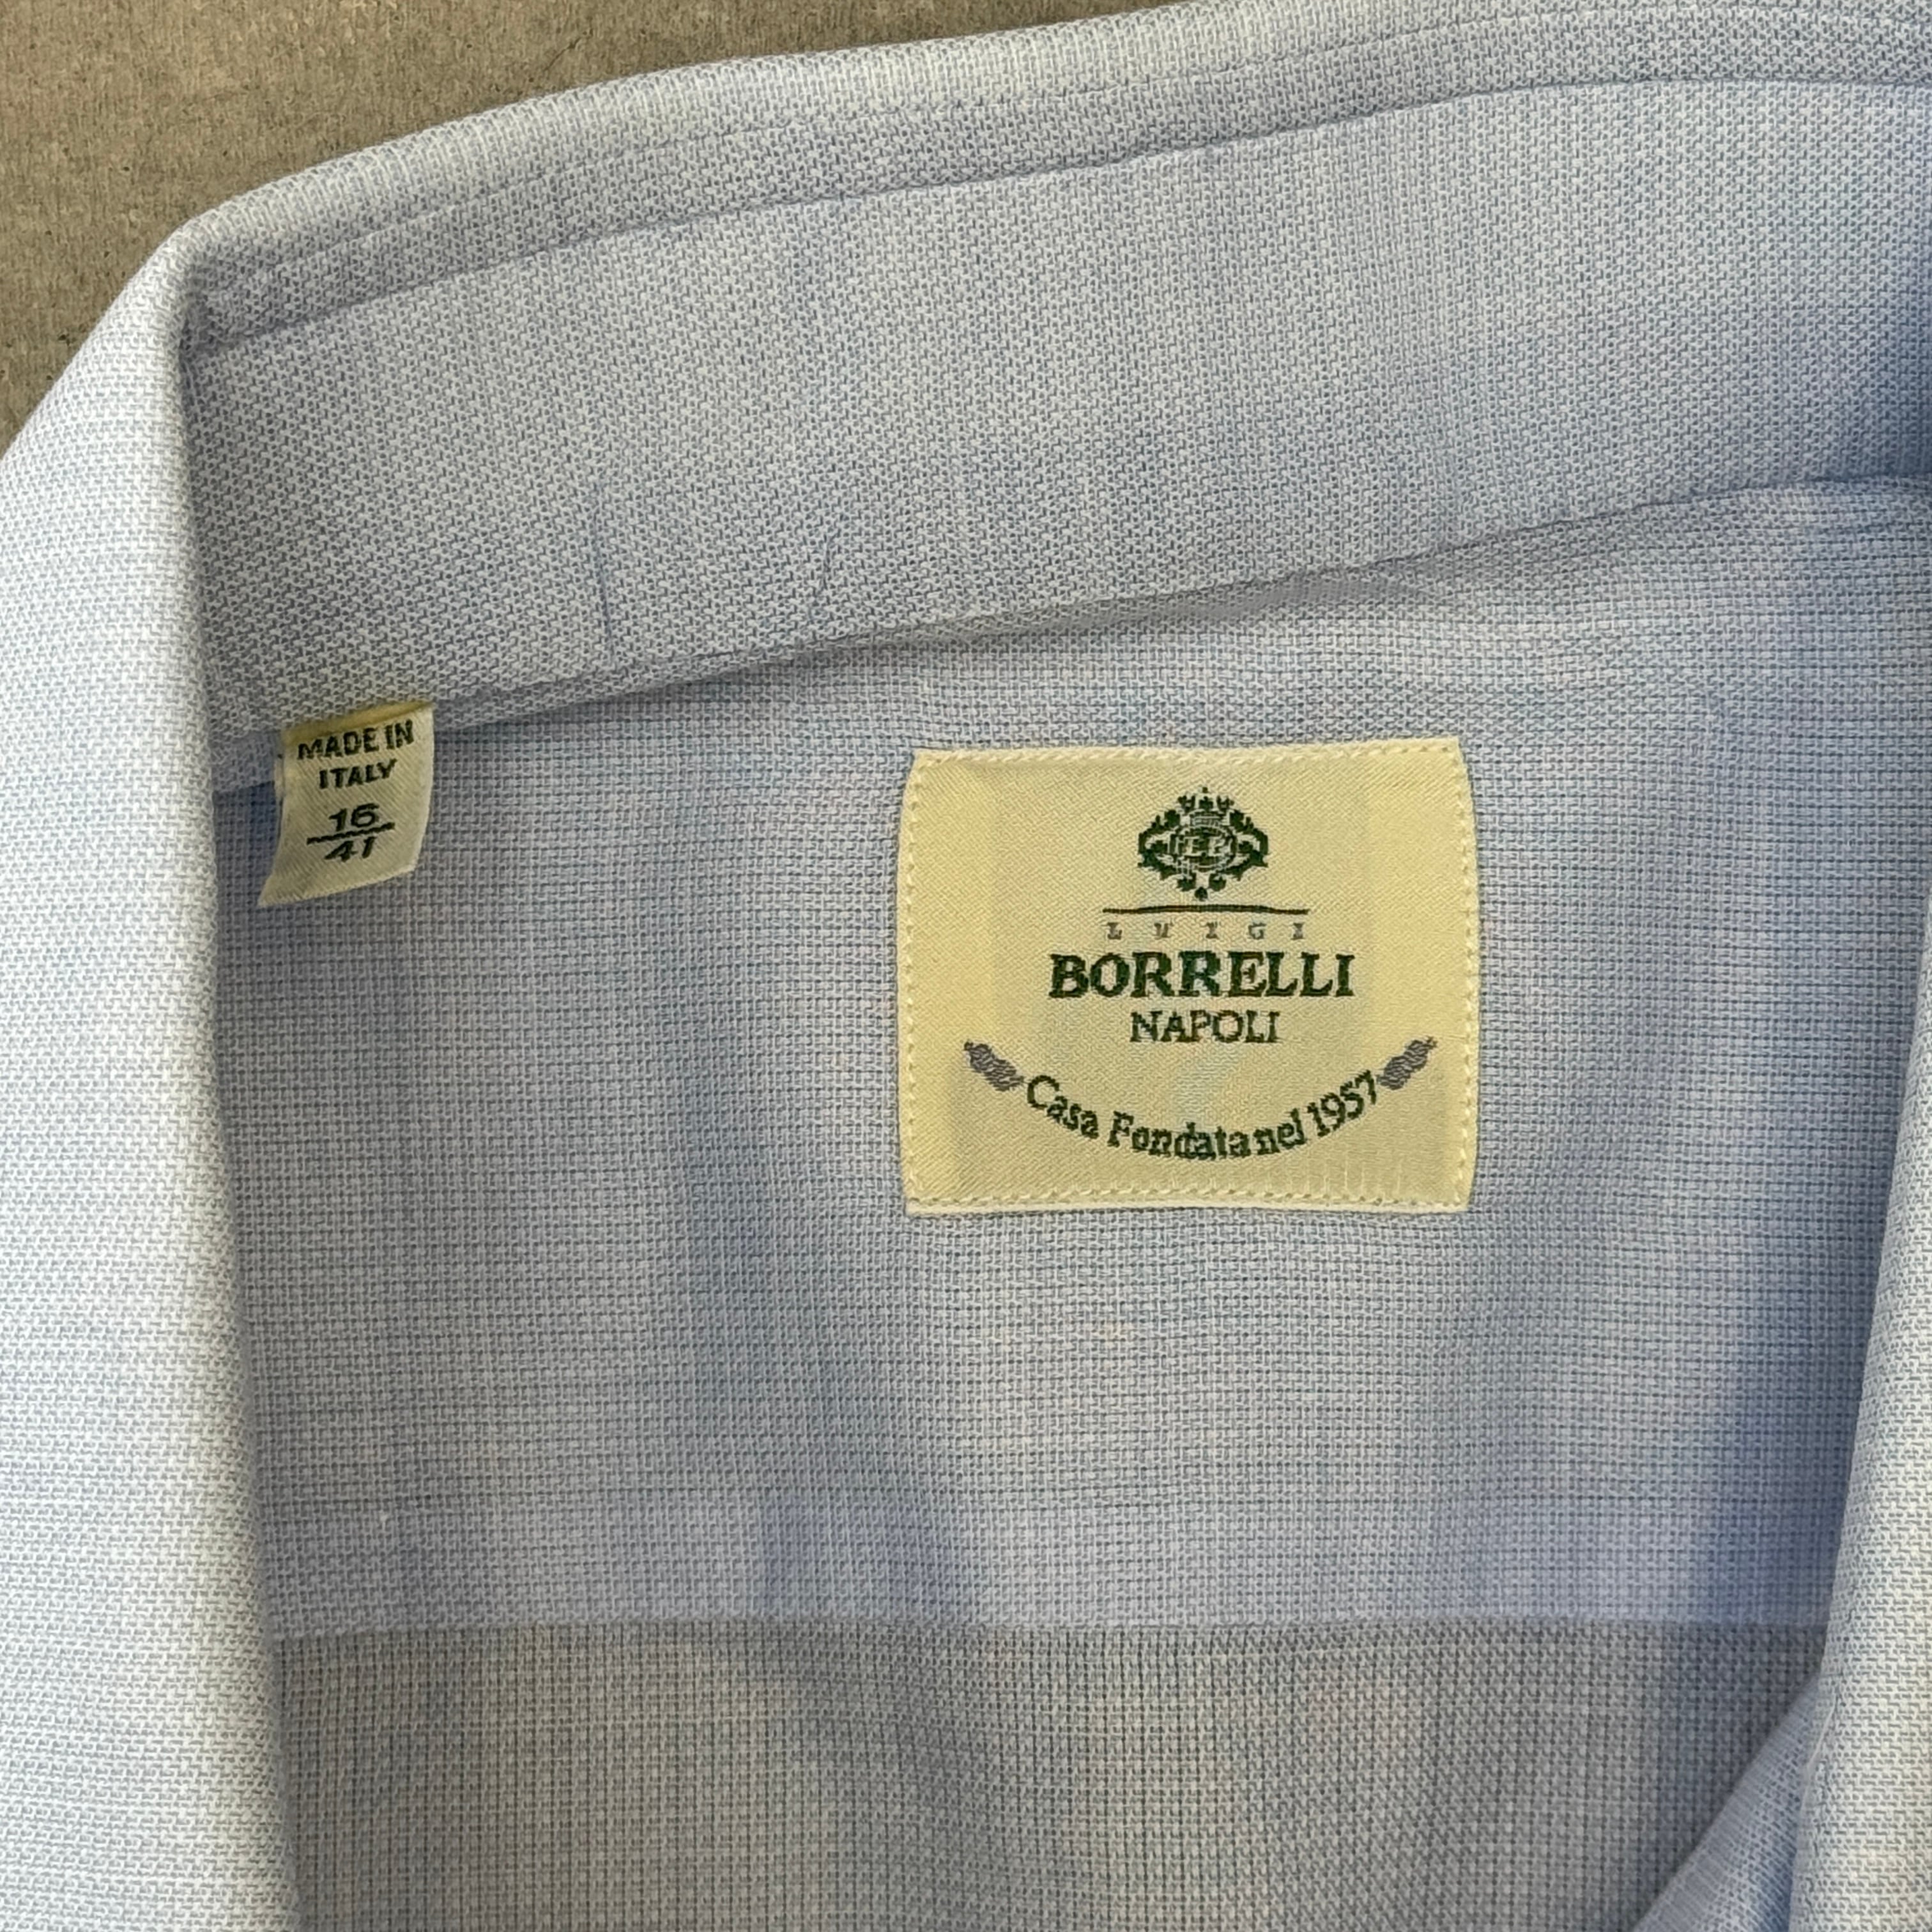 MADE IN
ITALY
16
41
LUIGI
BORRELLI
NAPOLI
Casa Fondata nel 1957